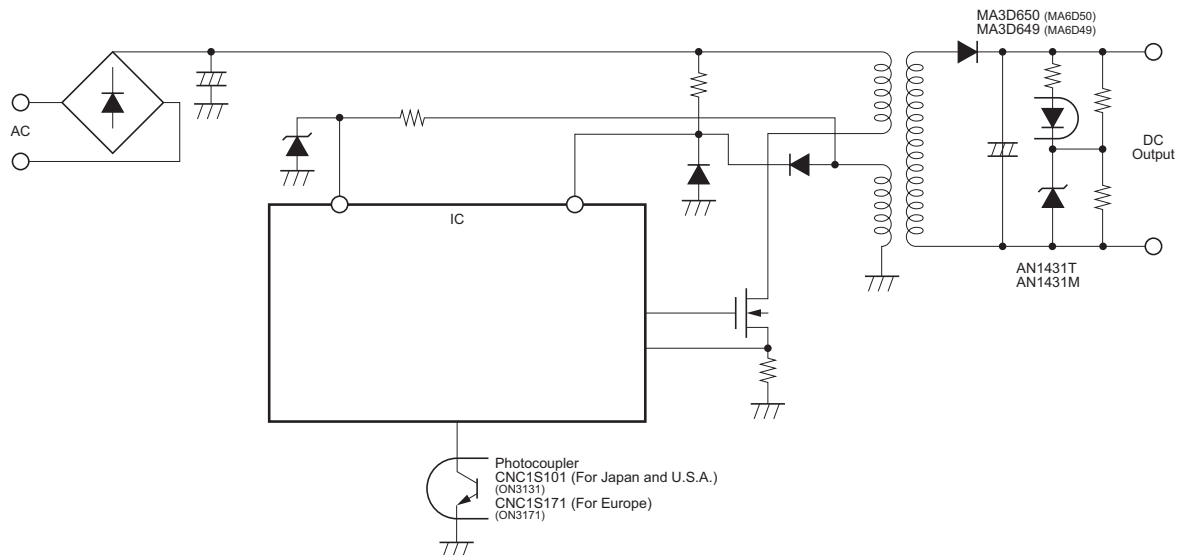 MA3D650 (MA6D50)
MA3D649 (MA6D49)
AC
DC
Output
IC
AN1431T
AN1431M
Photocoupler
CNC1S101 (For Japan and U.S.A.)
(ON3131)
CNC1S171 (For Europe)
(ON3171)